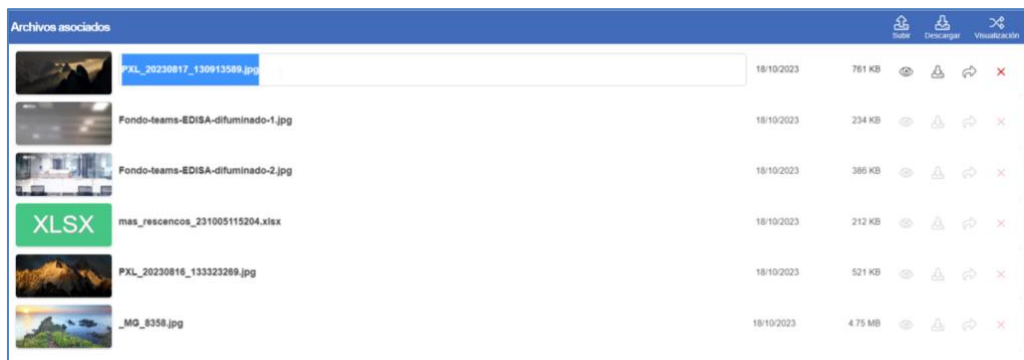 Archivos asociados
Subir Descargar Visualización
PXL_20230817_130913589.jpg 18/10/2023 761 KB
Fondo-teams-EDISA-difuminado-1.jpg 18/10/2023 234 KB
Fondo-teams-EDISA-difuminado-2.jpg 18/10/2023 386 KB
XLSX mas_rescencos_231005115204.xlsx 18/10/2023 212 KB
PXL_20230816_133323269.jpg 18/10/2023 521 KB
_MG_8358.jpg 18/10/2023 4.75 MB